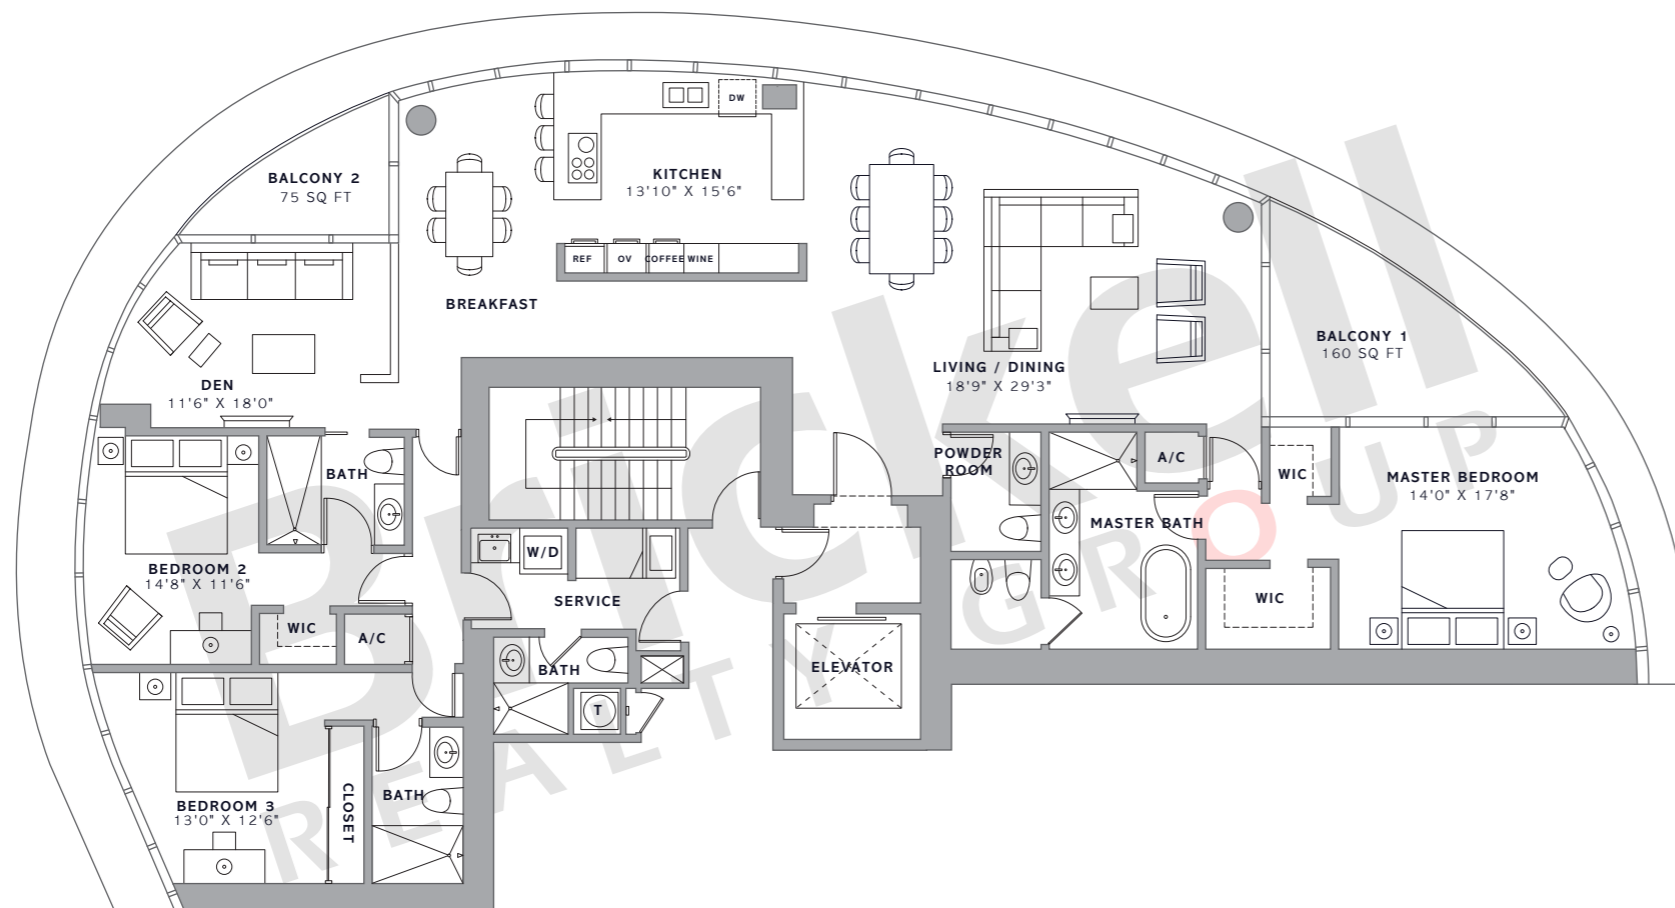 DW
BALCONY 2
75 SQ FT
KITCHEN
13'10" X 15'6"
REF
OV
COFFEE
WINE
BREAKFAST
BALCONY 1
160 SQ FT
LIVING / DINING
18'9" X 29'3"
DEN
11'6" X 18'0"
BATH
POWDER
ROOM
A/C
WIC
MASTER BEDROOM
14'0" X 17'8"
MASTER BATH
W/D
BEDROOM 2
14'8" X 11'6"
SERVICE
WIC
WIC
A/C
BATH
ELEVATOR
T
BEDROOM 3
13'0" X 12'6"
CLOSET
BATH
Brickell
REALTY GROUP